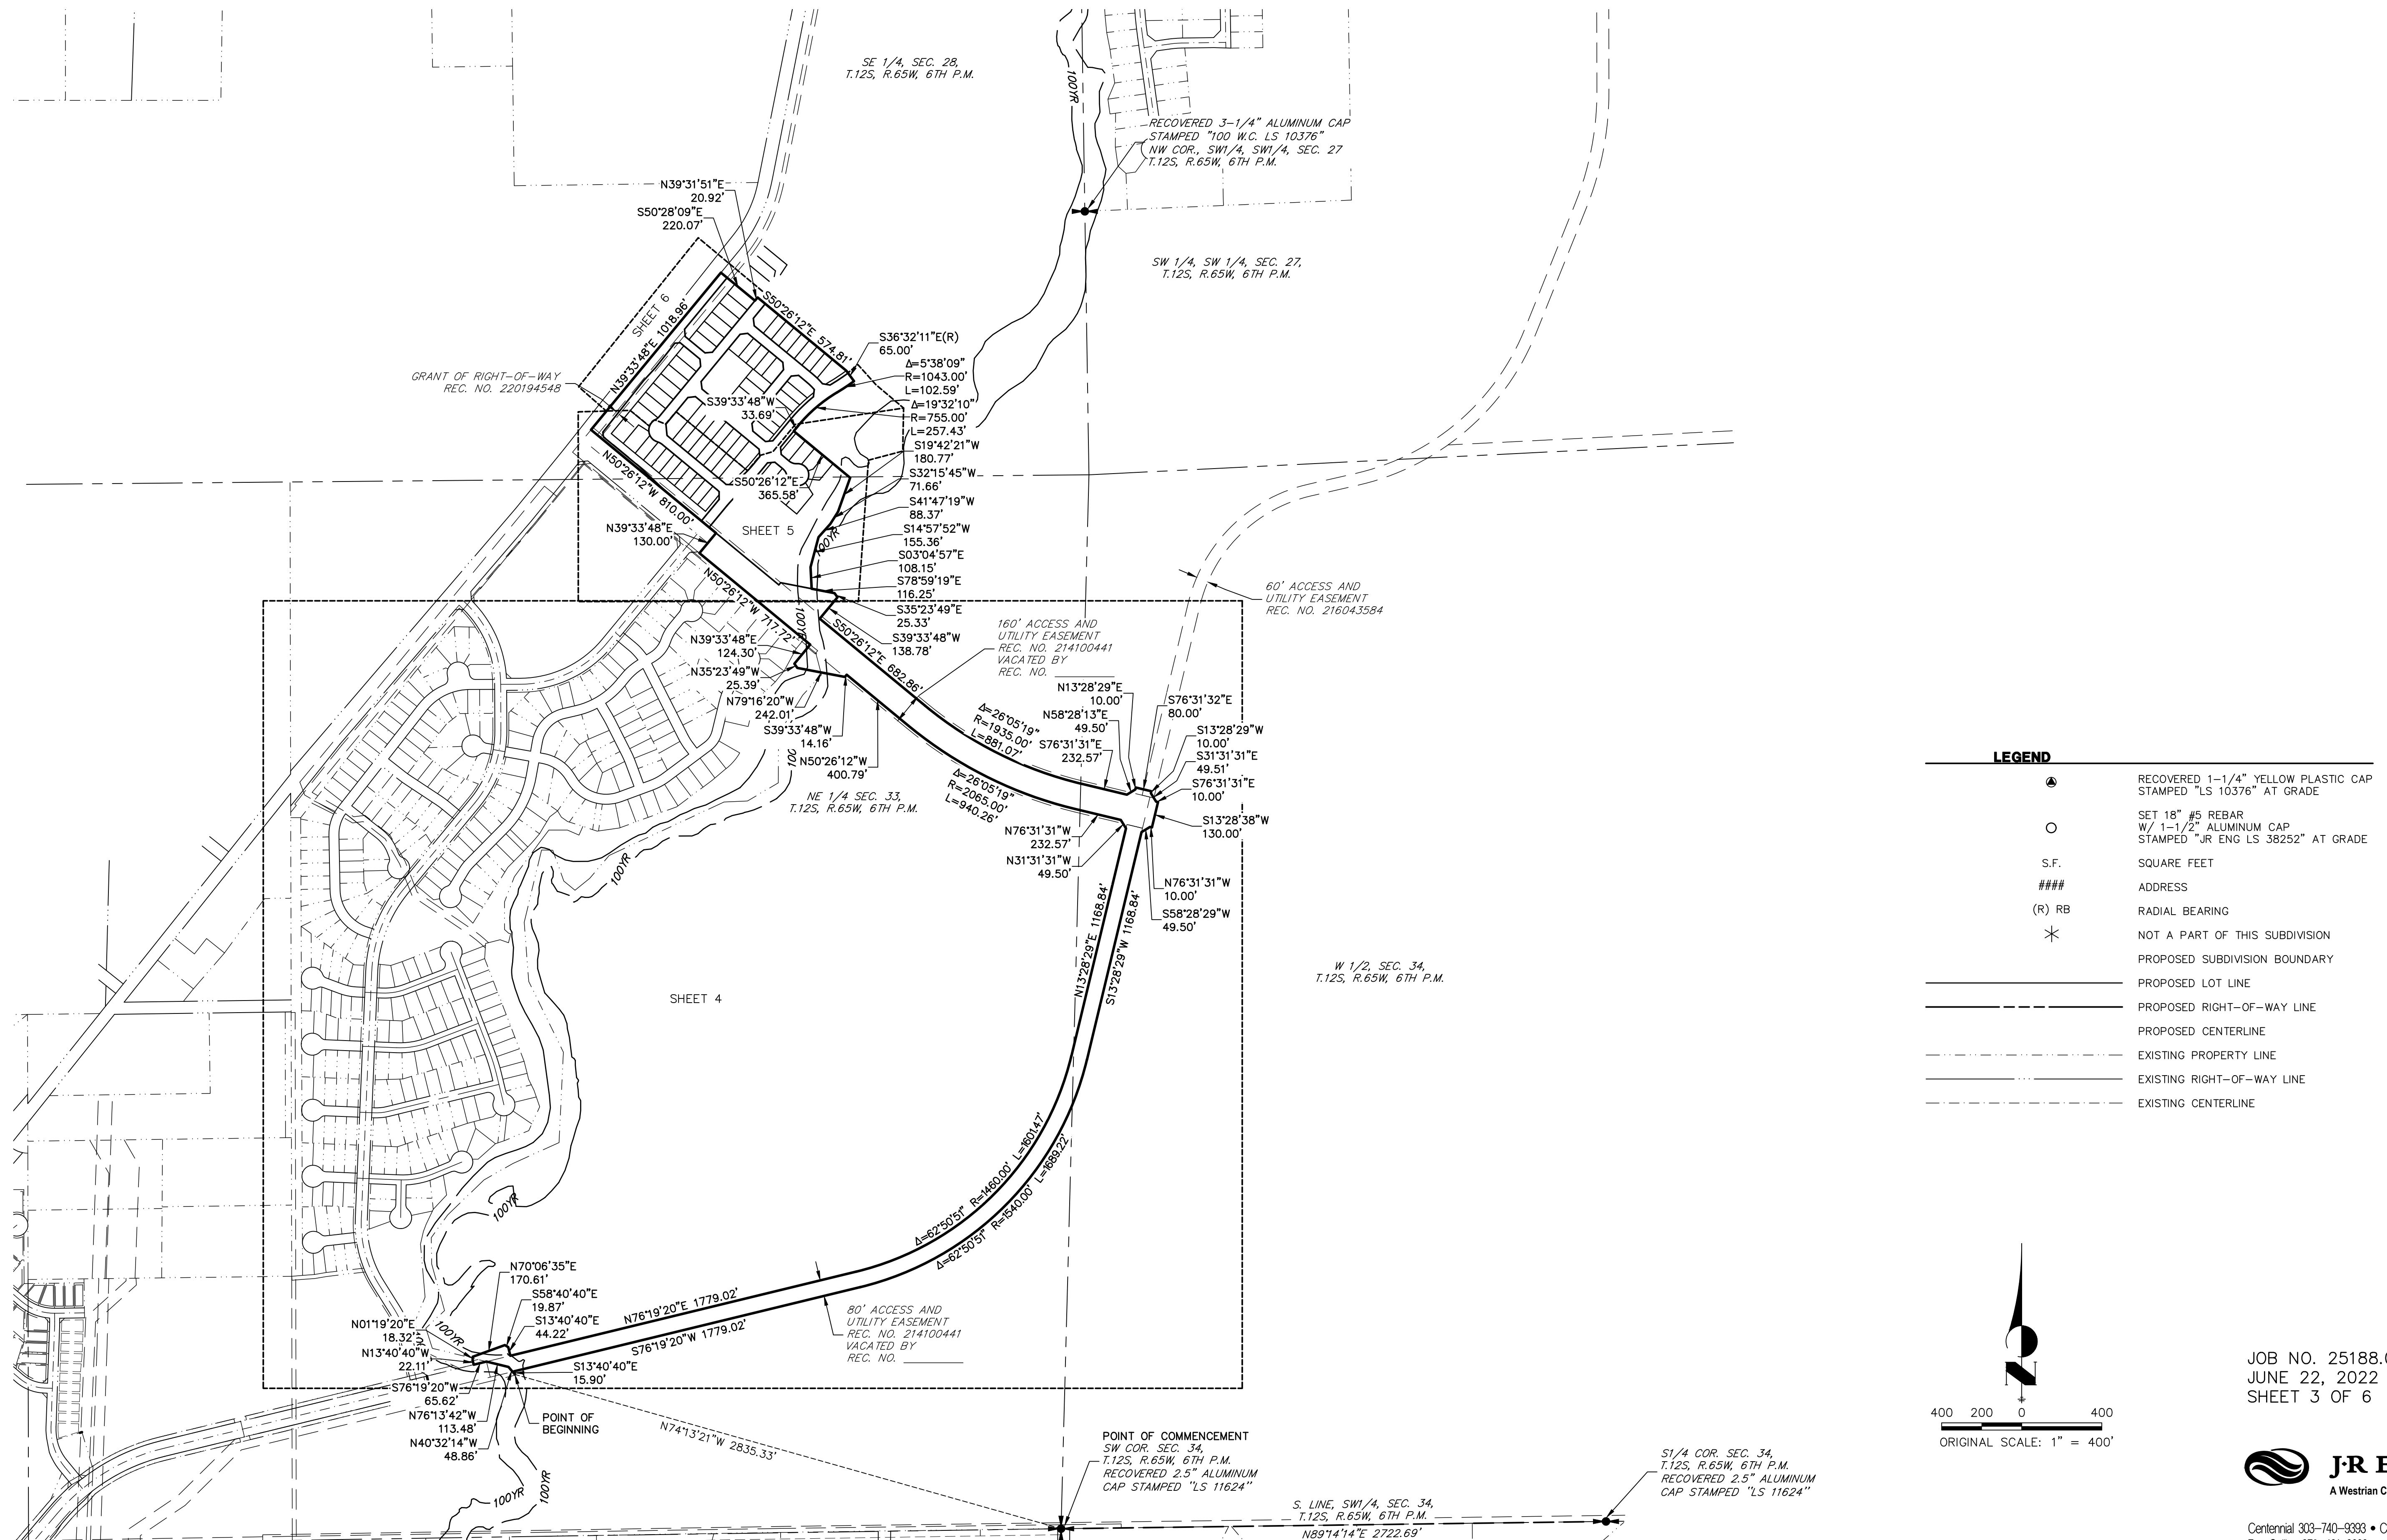 SE 1/4, SEC. 28,
T.12S, R.65W, 6TH P.M.
100YR
RECOVERED 3-1/4" ALUMINUM CAP
STAMPED "100 W.C. LS 10376"
NW COR., SW1/4, SW1/4, SEC. 27
T.12S, R.65W, 6TH P.M.
N39°31'51"E
20.92'
S50°28'09"E
220.07'
SW 1/4, SW 1/4, SEC. 27,
T.12S, R.65W, 6TH P.M.
SHEET 6
N39°33'48"E 1018.96'
S50°26'12"E 574.81'
GRANT OF RIGHT-OF-WAY
REC. NO. 220194548
S36°32'11"E(R)
65.00'
Δ=5°38'09"
R=1043.00'
L=102.59'
S39°33'48"W
33.69'
Δ=19°32'10"
R=755.00'
L=257.43'
S19°42'21"W
180.77'
S32°15'45"W
71.66'
S50°26'12"E
365.58'
S41°47'19"W
88.37'
N50°26'12"W 810.00'
SHEET 5
N39°33'48"E
130.00'
S14°57'52"W
155.36'
100YR
S03°04'57"E
108.15'
S78°59'19"E
116.25'
S35°23'49"E
25.33'
S39°33'48"W
138.78'
N50°26'12"W 717.72'
100YR
60' ACCESS AND
UTILITY EASEMENT
REC. NO. 216043584
160' ACCESS AND
UTILITY EASEMENT
REC. NO. 214100441
VACATED BY
REC. NO. ________
S50°26'12"E 682.86'
N39°33'48"E
124.30'
N35°23'49"W
25.39'
N79°16'20"W
242.01'
S39°33'48"W
14.16'
N50°26'12"W
400.79'
N13°28'29"E
10.00'
N58°28'13"E
49.50'
S76°31'31"E
232.57'
S76°31'32"E
80.00'
S13°28'29"W
10.00'
S31°31'31"E
49.51'
S76°31'31"E
10.00'
S13°28'38"W
130.00'
Δ=26°05'19"
R=1935.00'
L=881.07'
Δ=26°05'19"
R=2065.00'
L=940.26'
NE 1/4 SEC. 33,
T.12S, R.65W, 6TH P.M.
N76°31'31"W
232.57'
N31°31'31"W
49.50'
N76°31'31"W
10.00'
S58°28'29"W
49.50'
100YR
N13°28'29"E 1168.84'
S13°28'29"W 1168.84'
W 1/2, SEC. 34,
T.12S, R.65W, 6TH P.M.
SHEET 4
LEGEND
RECOVERED 1-1/4" YELLOW PLASTIC CAP
STAMPED "LS 10376" AT GRADE
SET 18" #5 REBAR
W/ 1-1/2" ALUMINUM CAP
STAMPED "JR ENG LS 38252" AT GRADE
S.F. SQUARE FEET
#### ADDRESS
(R) RB RADIAL BEARING
NOT A PART OF THIS SUBDIVISION
PROPOSED SUBDIVISION BOUNDARY
PROPOSED LOT LINE
PROPOSED RIGHT-OF-WAY LINE
PROPOSED CENTERLINE
EXISTING PROPERTY LINE
EXISTING RIGHT-OF-WAY LINE
EXISTING CENTERLINE
Δ=62°50'51" R=1460.00' L=1601.47'
Δ=62°50'51" R=1540.00' L=1689.22'
100YR
N70°06'35"E
170.61'
S58°40'40"E
19.87'
S13°40'40"E
44.22'
N76°19'20"E 1779.02'
S76°19'20"W 1779.02'
80' ACCESS AND
UTILITY EASEMENT
REC. NO. 214100441
VACATED BY
REC. NO. ________
N01°19'20"E
18.32'
100YR
N13°40'40"W
22.11'
S76°19'20"W
65.62'
N76°13'42"W
113.48'
N40°32'14"W
48.86'
S13°40'40"E
15.90'
POINT OF
BEGINNING
N74°13'21"W 2835.33'
100YR
100YR
POINT OF COMMENCEMENT
SW COR. SEC. 34,
T.12S, R.65W, 6TH P.M.
RECOVERED 2.5" ALUMINUM
CAP STAMPED "LS 11624"
S1/4 COR. SEC. 34,
T.12S, R.65W, 6TH P.M.
RECOVERED 2.5" ALUMINUM
CAP STAMPED "LS 11624"
S. LINE, SW1/4, SEC. 34,
T.12S, R.65W, 6TH P.M.
N89°14'14"E 2722.69'
N
400 200 0 400
ORIGINAL SCALE: 1" = 400'
JOB NO. 25188.
JUNE 22, 2022
SHEET 3 OF 6
J·R
A Westrian
Centennial 303-740-9393 •